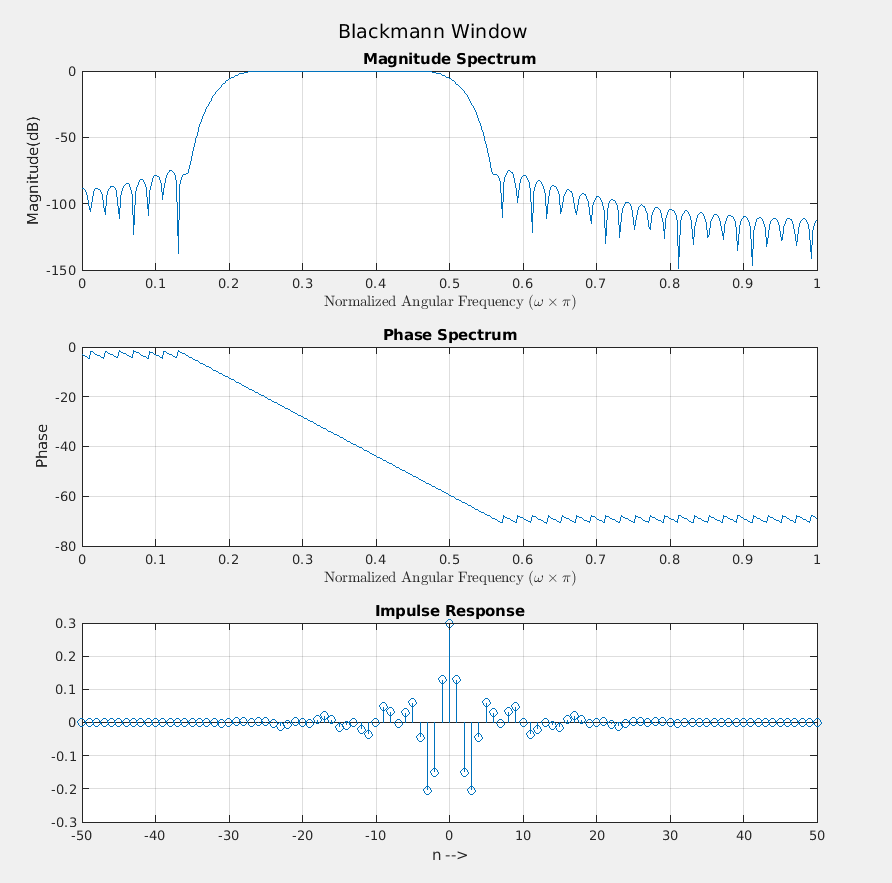 Blackmann Window
Magnitude Spectrum
0
-50
-100
-150
Magnitude(dB)
0 0.1 0.2 0.3 0.4 0.5 0.6 0.7 0.8 0.9 1
Normalized Angular Frequency (ω × π)
Phase Spectrum
0
-20
-40
-60
-80
Phase
0 0.1 0.2 0.3 0.4 0.5 0.6 0.7 0.8 0.9 1
Normalized Angular Frequency (ω × π)
Impulse Response
0.3
0.2
0.1
0
-0.1
-0.2
-0.3
-50 -40 -30 -20 -10 0 10 20 30 40 50
n -->